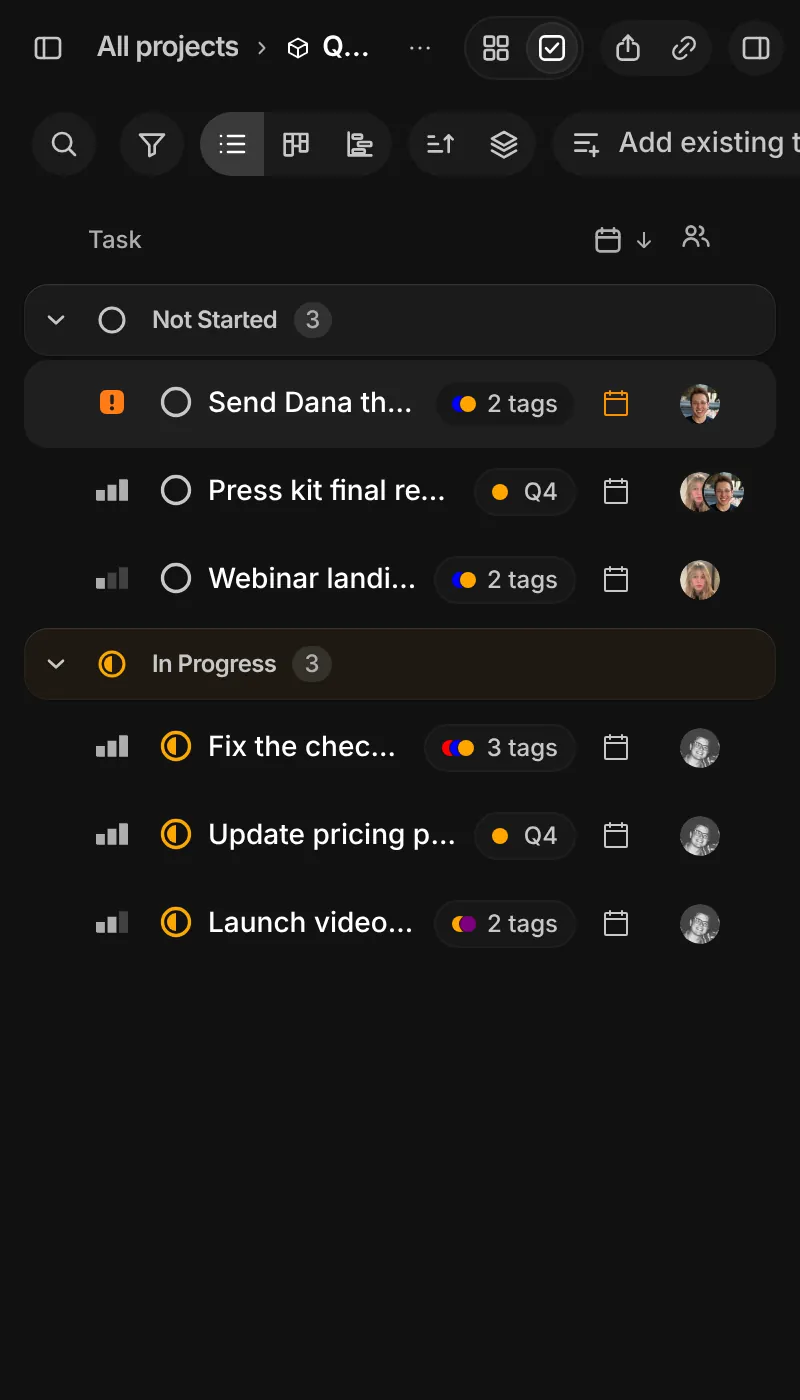 All projects › Q...
Add existing t
Task
Not Started 3
Send Dana th... 2 tags
Press kit final re... Q4
Webinar landi... 2 tags
In Progress 3
Fix the chec... 3 tags
Update pricing p... Q4
Launch video... 2 tags